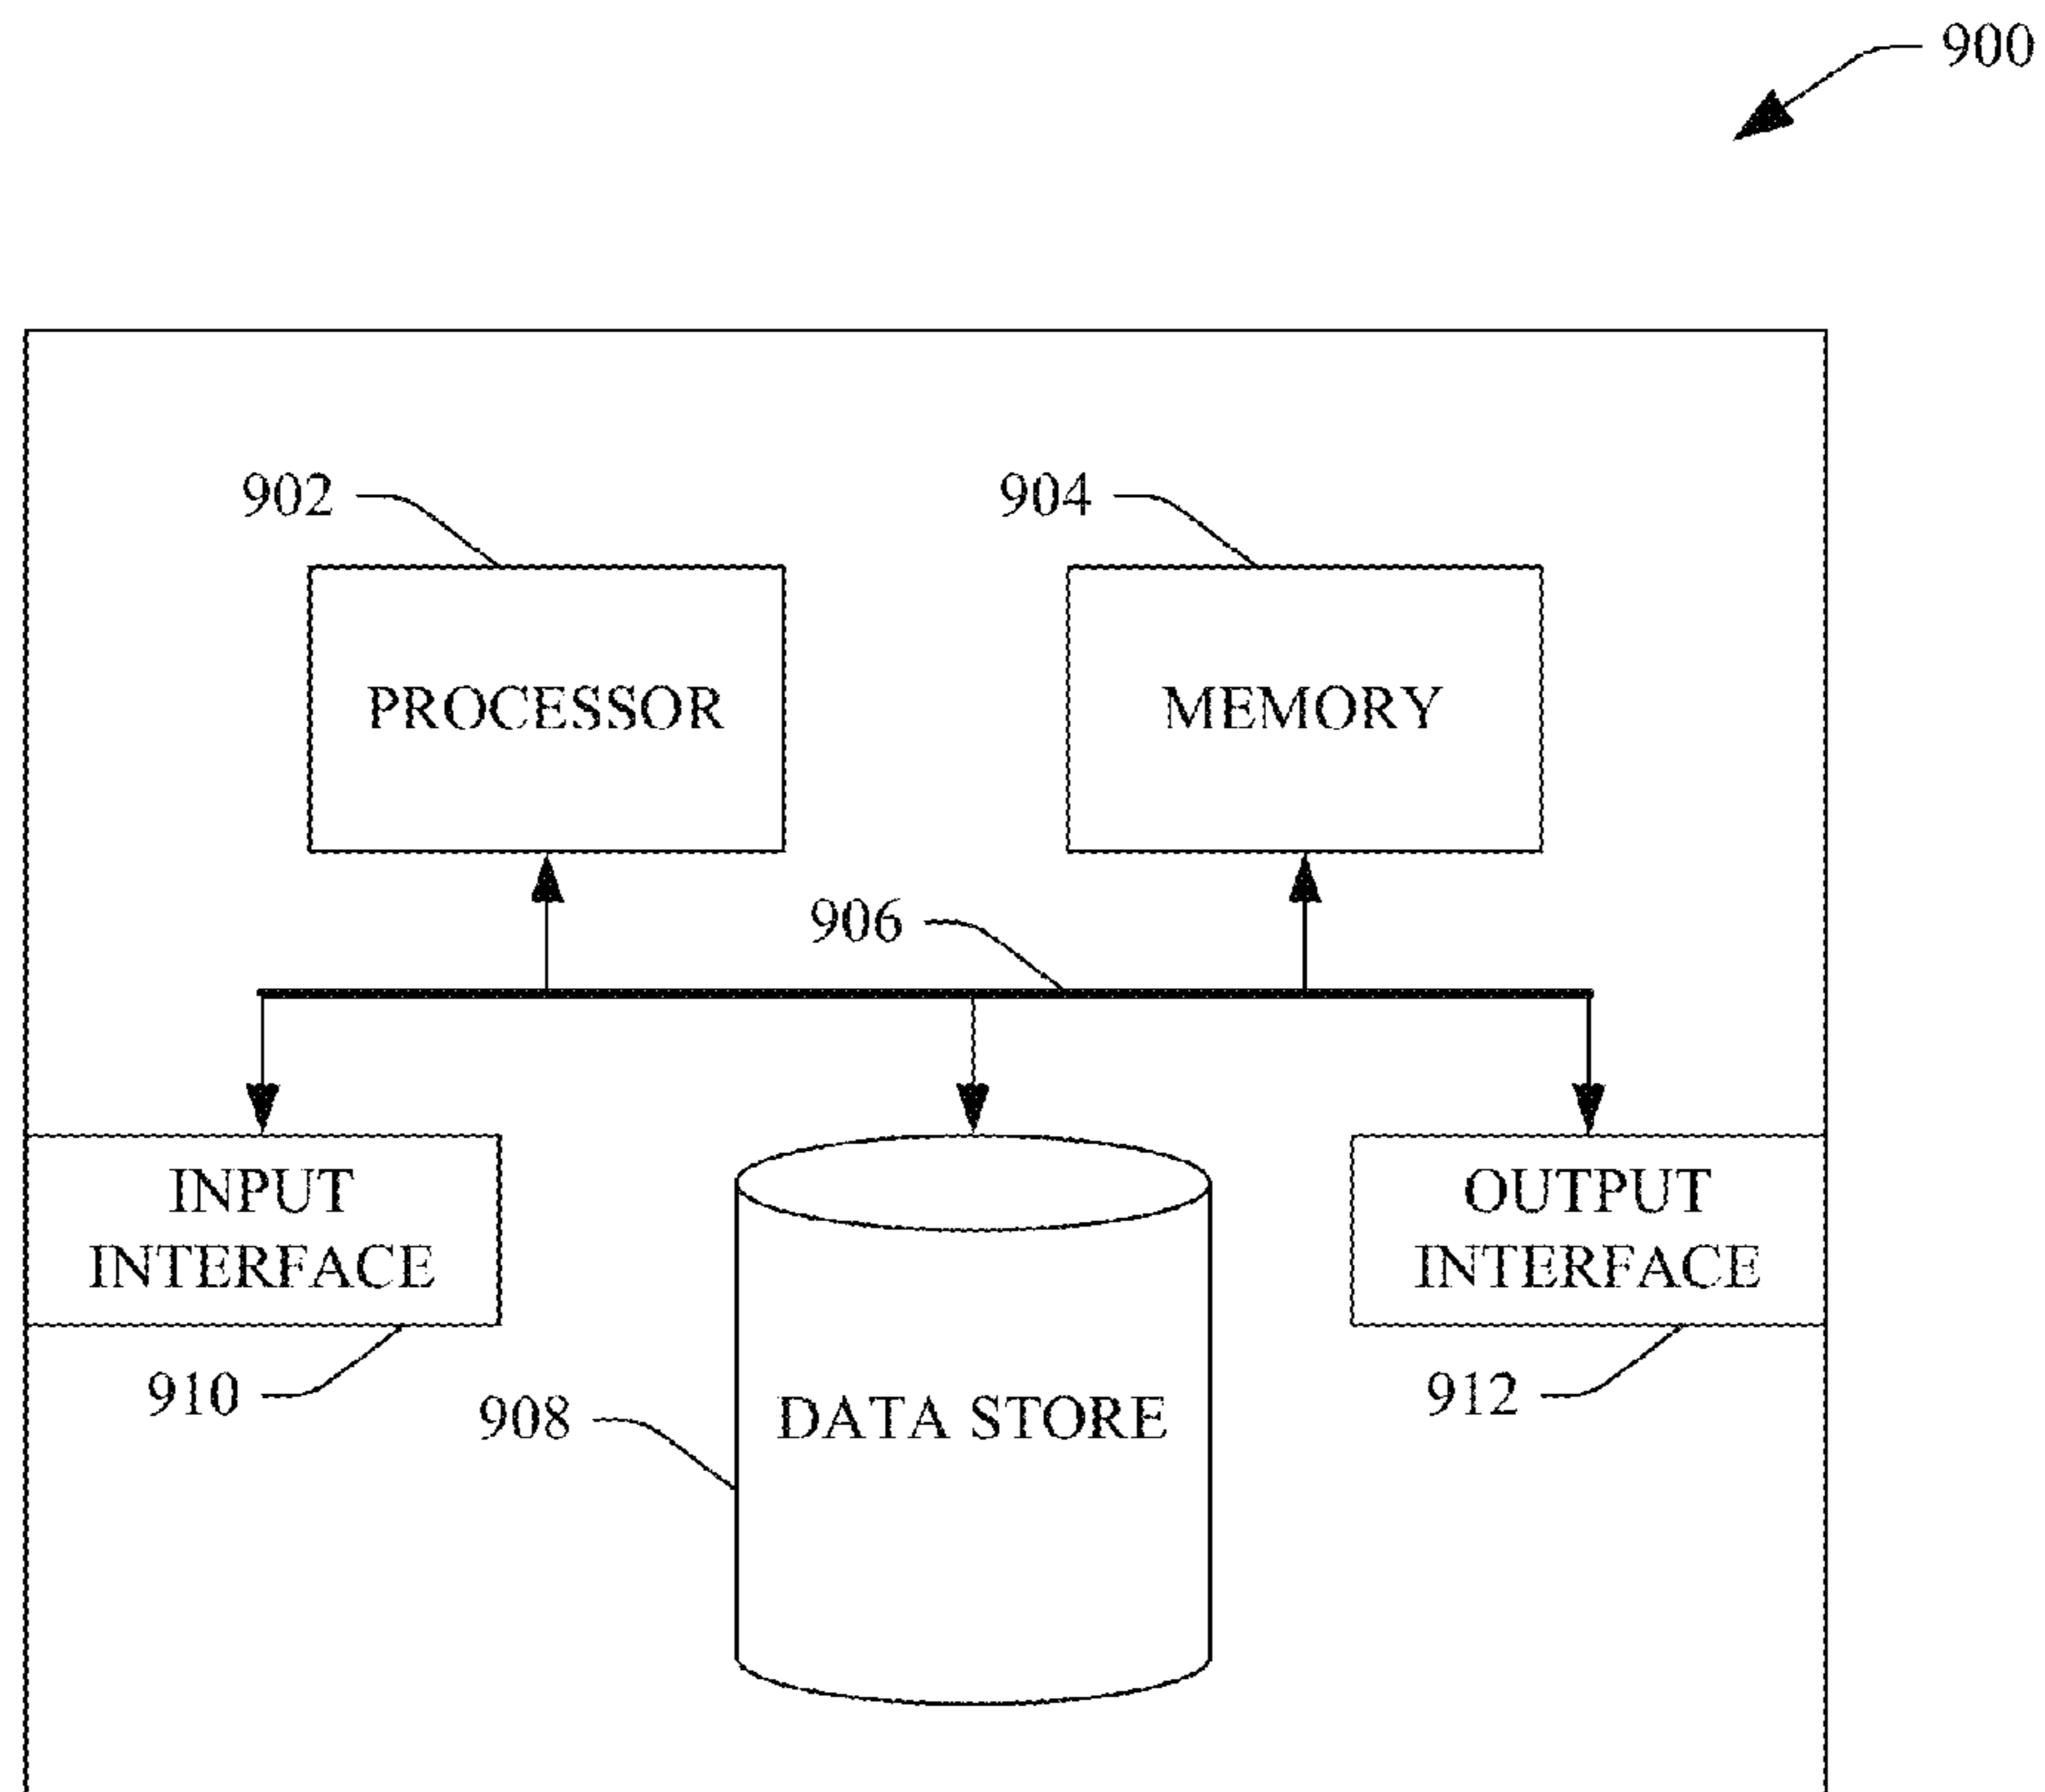 900
902
904
PROCESSOR
MEMORY
906
INPUT
INTERFACE
OUTPUT
INTERFACE
910
908
DATA STORE
912